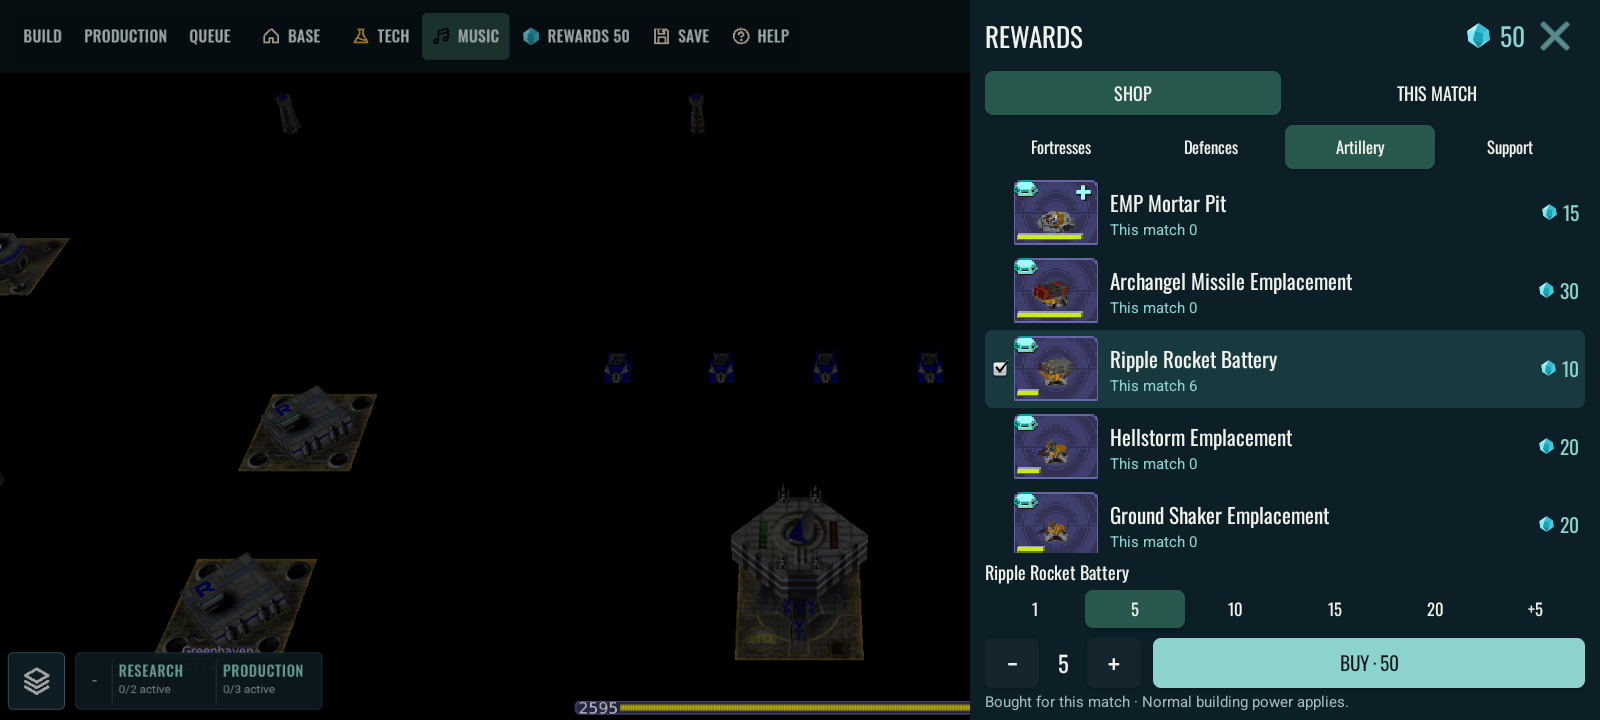 BUILD PRODUCTION QUEUE BASE TECH MUSIC REWARDS 50 SAVE HELP
REWARDS 50
SHOP THIS MATCH
Fortresses Defences Artillery Support
EMP Mortar Pit 15
This match 0
Archangel Missile Emplacement 30
This match 0
Ripple Rocket Battery 10
This match 6
Hellstorm Emplacement 20
This match 0
Ground Shaker Emplacement 20
This match 0
Ripple Rocket Battery
1 5 10 15 20 +5
- 5 + BUY · 50
Bought for this match · Normal building power applies.
R
R
HQ
Greenhaven
- RESEARCH PRODUCTION
0/2 active 0/3 active
2595